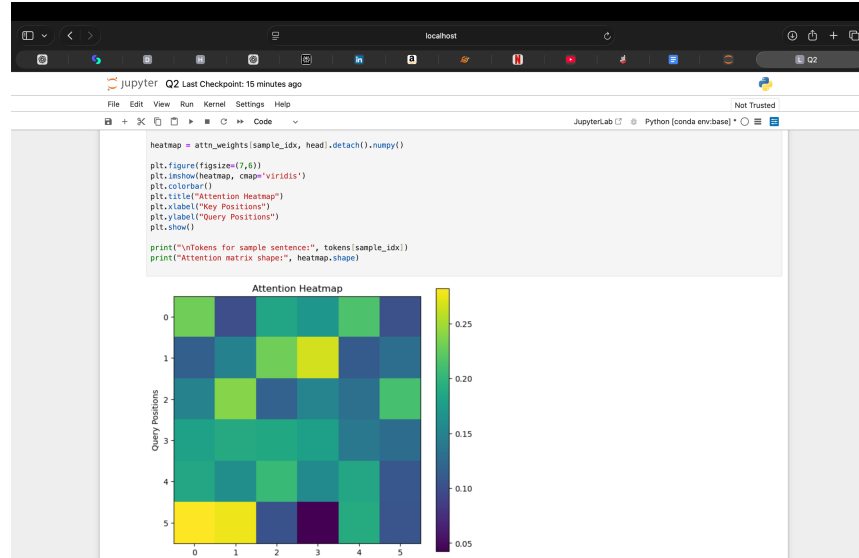 localhost
Q2
jupyter Q2 Last Checkpoint: 15 minutes ago
File Edit View Run Kernel Settings Help
Not Trusted
Code
JupyterLab
Python [conda env:base] *
heatmap = attn_weights[sample_idx, head].detach().numpy()
plt.figure(figsize=(7,6))
plt.imshow(heatmap, cmap='viridis')
plt.colorbar()
plt.title("Attention Heatmap")
plt.xlabel("Key Positions")
plt.ylabel("Query Positions")
plt.show()
print("\nTokens for sample sentence:", tokens[sample_idx])
print("Attention matrix shape:", heatmap.shape)
Attention Heatmap
Query Positions
0
1
2
3
4
5
0 1 2 3 4 5
0.25
0.20
0.15
0.10
0.05